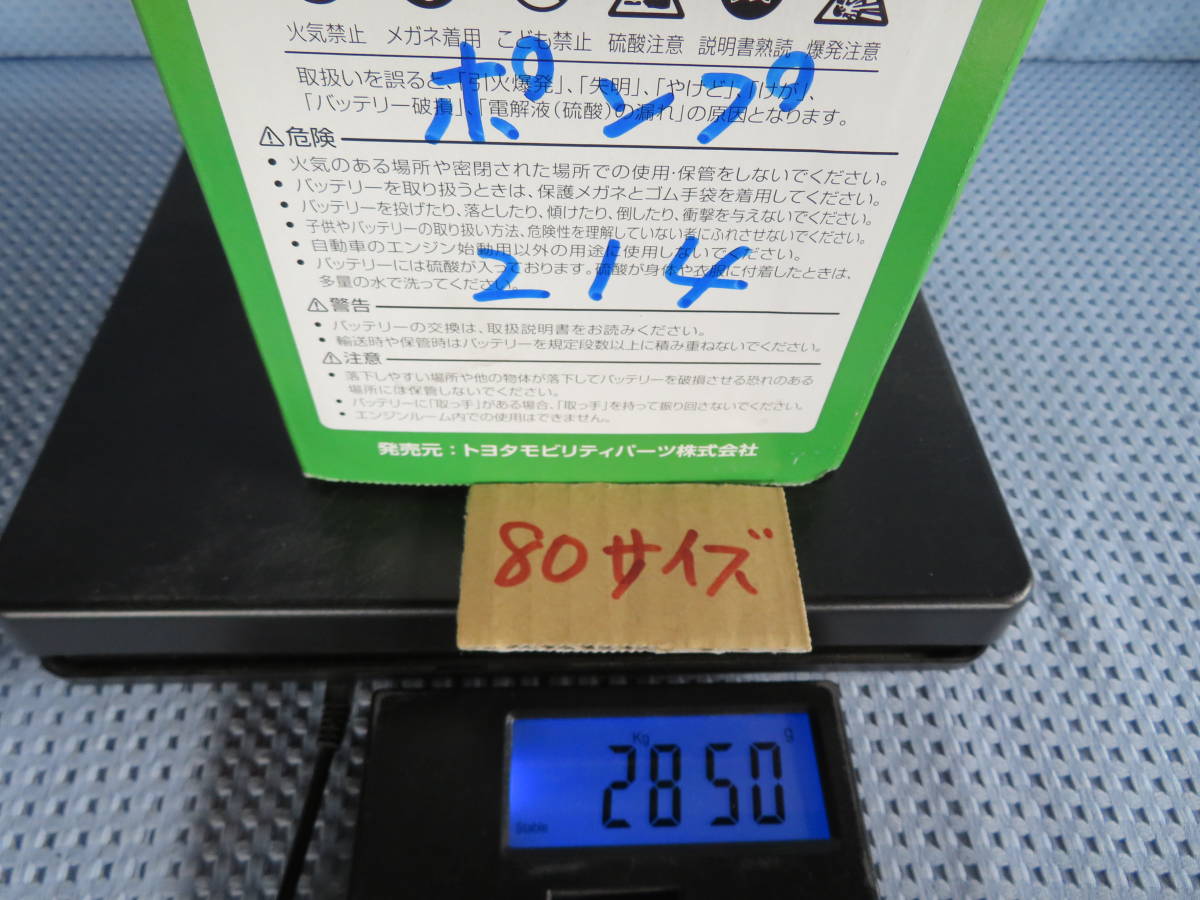 火気禁止 メガネ着用 こども禁止 硫酸注意 説明書熟読 爆発注意
取扱いを誤ると、「引火爆発」、「失明」、「やけど」、「けが」、
「バッテリー破損」、「電解液(硫酸)の漏れ」の原因となります。
ポンプ
⚠危険
• 火気のある場所や密閉された場所での使用・保管をしないでください。
• バッテリーを取り扱うときは、保護メガネとゴム手袋を着用してください。
• バッテリーを投げたり、落としたり、傾けたり、倒したり、衝撃を与えないでください。
• 子供やバッテリーの取り扱い方法、危険性を理解していない者にふれさせないでください。
• 自動車のエンジン始動用以外の用途に使用しないでください。
• バッテリーには硫酸が入っております。硫酸が身体や衣服に付着したときは、
多量の水で洗ってください。
214
⚠警告
• バッテリーの交換は、取扱説明書をお読みください。
• 輸送時や保管時はバッテリーを規定段数以上に積み重ねないでください。
⚠注意
• 落下しやすい場所や他の物体が落下してバッテリーを破損させる恐れのある
場所には保管しないでください。
• バッテリーに「取っ手」がある場合、「取っ手」を持って振り回さないでください。
• エンジンルーム内での使用はできません。
発売元：トヨタモビリティパーツ株式会社
80サイズ
Kg g
2850
Stable